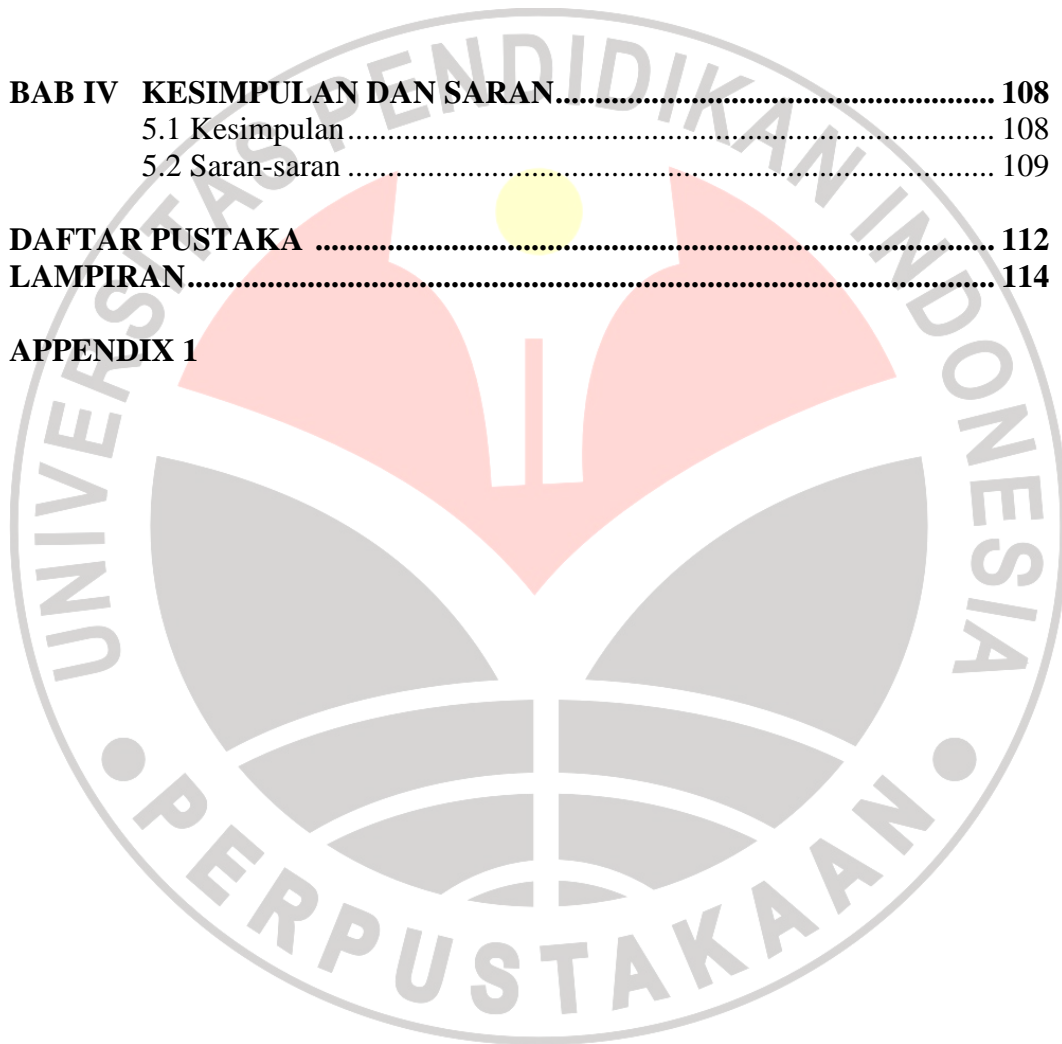 BAB IV KESIMPULAN DAN SARAN.................................................... 108
5.1 Kesimpulan............................................................................. 108
5.2 Saran-saran ............................................................................. 109
DAFTAR PUSTAKA ................................................................................ 112
LAMPIRAN............................................................................................... 114
APPENDIX 1
UNIVERSITAS PENDIDIKAN INDONESIA
PERPUSTAKAAN